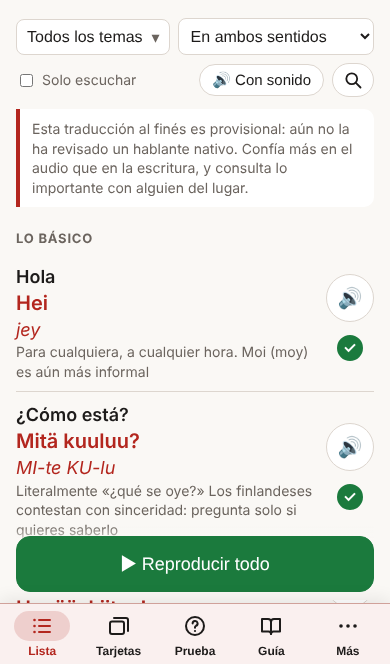 Todos los temas
En ambos sentidos
Solo escuchar
Con sonido
Esta traducción al finés es provisional: aún no la
ha revisado un hablante nativo. Confía más en el
audio que en la escritura, y consulta lo
importante con alguien del lugar.
LO BÁSICO
Hola
Hei
jey
Para cualquiera, a cualquier hora. Moi (moy)
es aún más informal
¿Cómo está?
Mitä kuuluu?
MI-te KU-lu
Literalmente «¿qué se oye?» Los finlandeses
contestan con sinceridad: pregunta solo si
quieres saberlo
Reproducir todo
Lista
Tarjetas
Prueba
Guía
Más